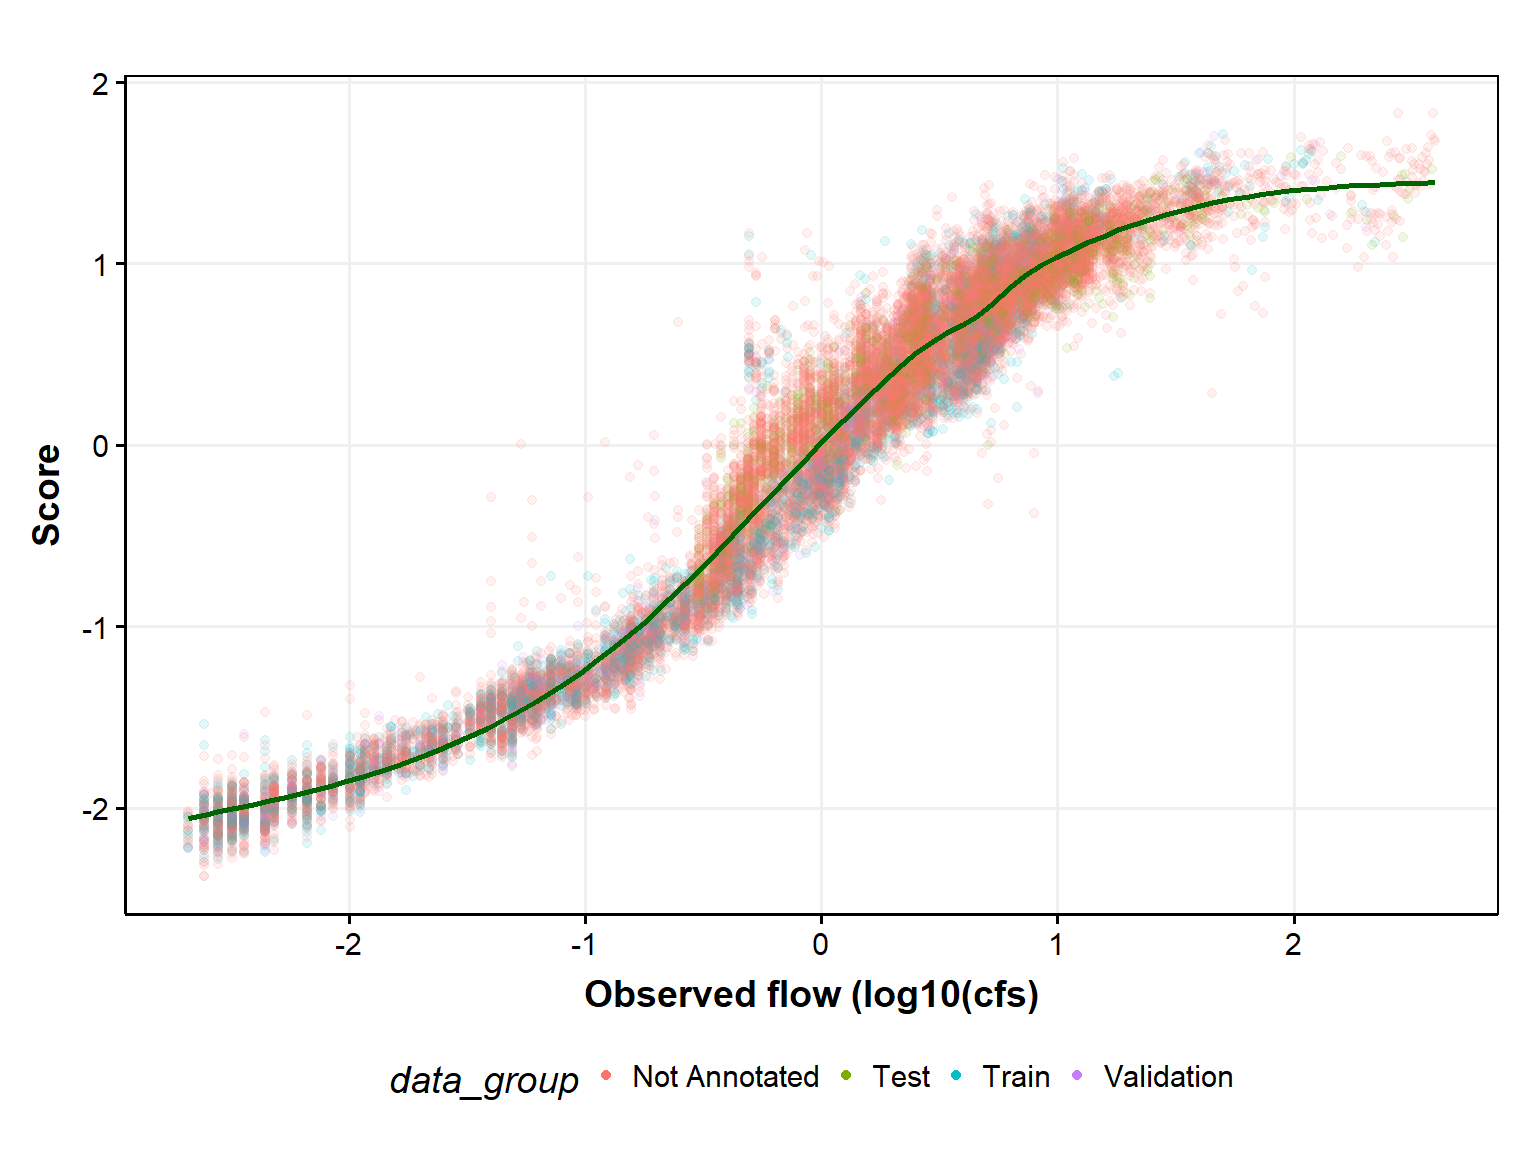 2
1
0
-1
-2
Score
-2 -1 0 1 2
Observed flow (log10(cfs)
data_group Not Annotated Test Train Validation